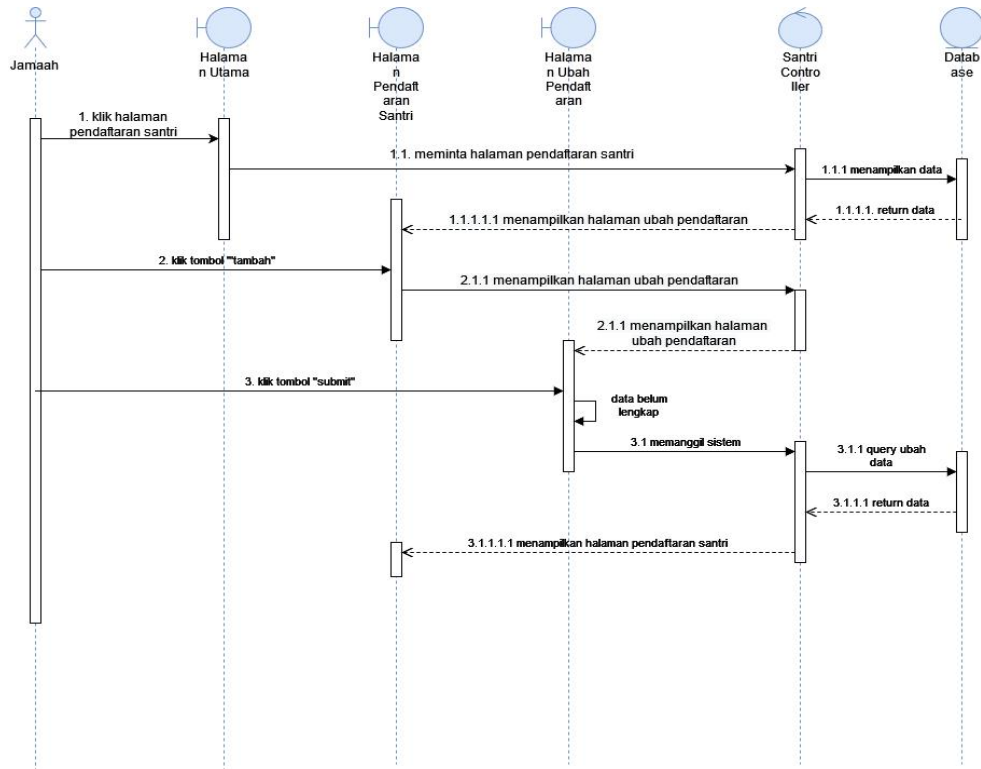 Jamaah
Halama
n Utama
Halama
n
Pendaft
aran
Santri
Halama
n Ubah
Pendaft
aran
Santri
Contro
ller
Datab
ase
1. klik halaman
pendaftaran santri
1.1. meminta halaman pendaftaran santri
1.1.1 menampilkan data
1.1.1.1. return data
1.1.1.1.1 menampilkan halaman ubah pendaftaran
2. klik tombol "'tambah"
2.1.1 menampilkan halaman ubah pendaftaran
2.1.1 menampilkan halaman
ubah pendaftaran
3. klik tombol "submit"
data belum
lengkap
3.1 memanggil sistem
3.1.1 query ubah
data
3.1.1.1 return data
3.1.1.1.1 menampilkan halaman pendaftaran santri